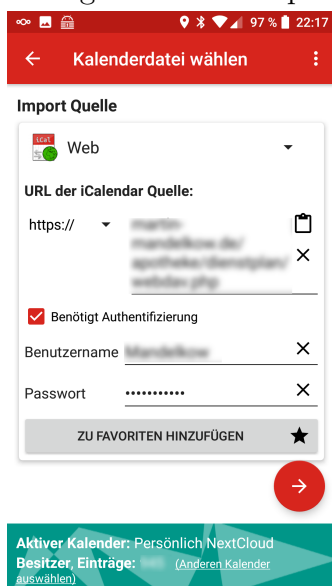 97 % 22:17
Kalenderdatei wählen
Import Quelle
iCal
Web
URL der iCalendar Quelle:
https://
Benötigt Authentifizierung
Benutzername
Passwort •••••••••••
ZU FAVORITEN HINZUFÜGEN
Aktiver Kalender: Persönlich NextCloud
Besitzer, Einträge: (Anderen Kalender
auswählen)